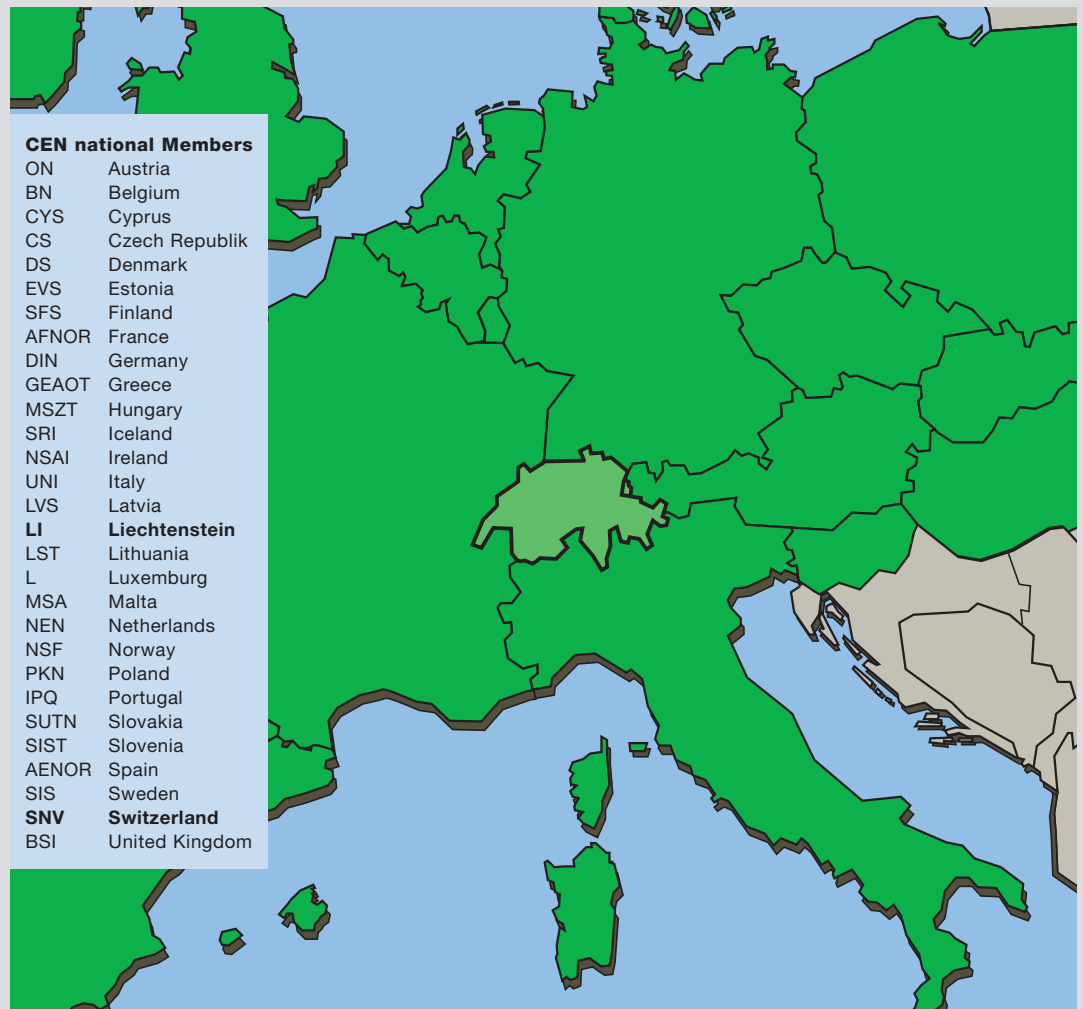 CEN national Members
ON Austria
BN Belgium
CYS Cyprus
CS Czech Republik
DS Denmark
EVS Estonia
SFS Finland
AFNOR France
DIN Germany
GEAOT Greece
MSZT Hungary
SRI Iceland
NSAI Ireland
UNI Italy
LVS Latvia
LI Liechtenstein
LST Lithuania
L Luxemburg
MSA Malta
NEN Netherlands
NSF Norway
PKN Poland
IPQ Portugal
SUTN Slovakia
SIST Slovenia
AENOR Spain
SIS Sweden
SNV Switzerland
BSI United Kingdom